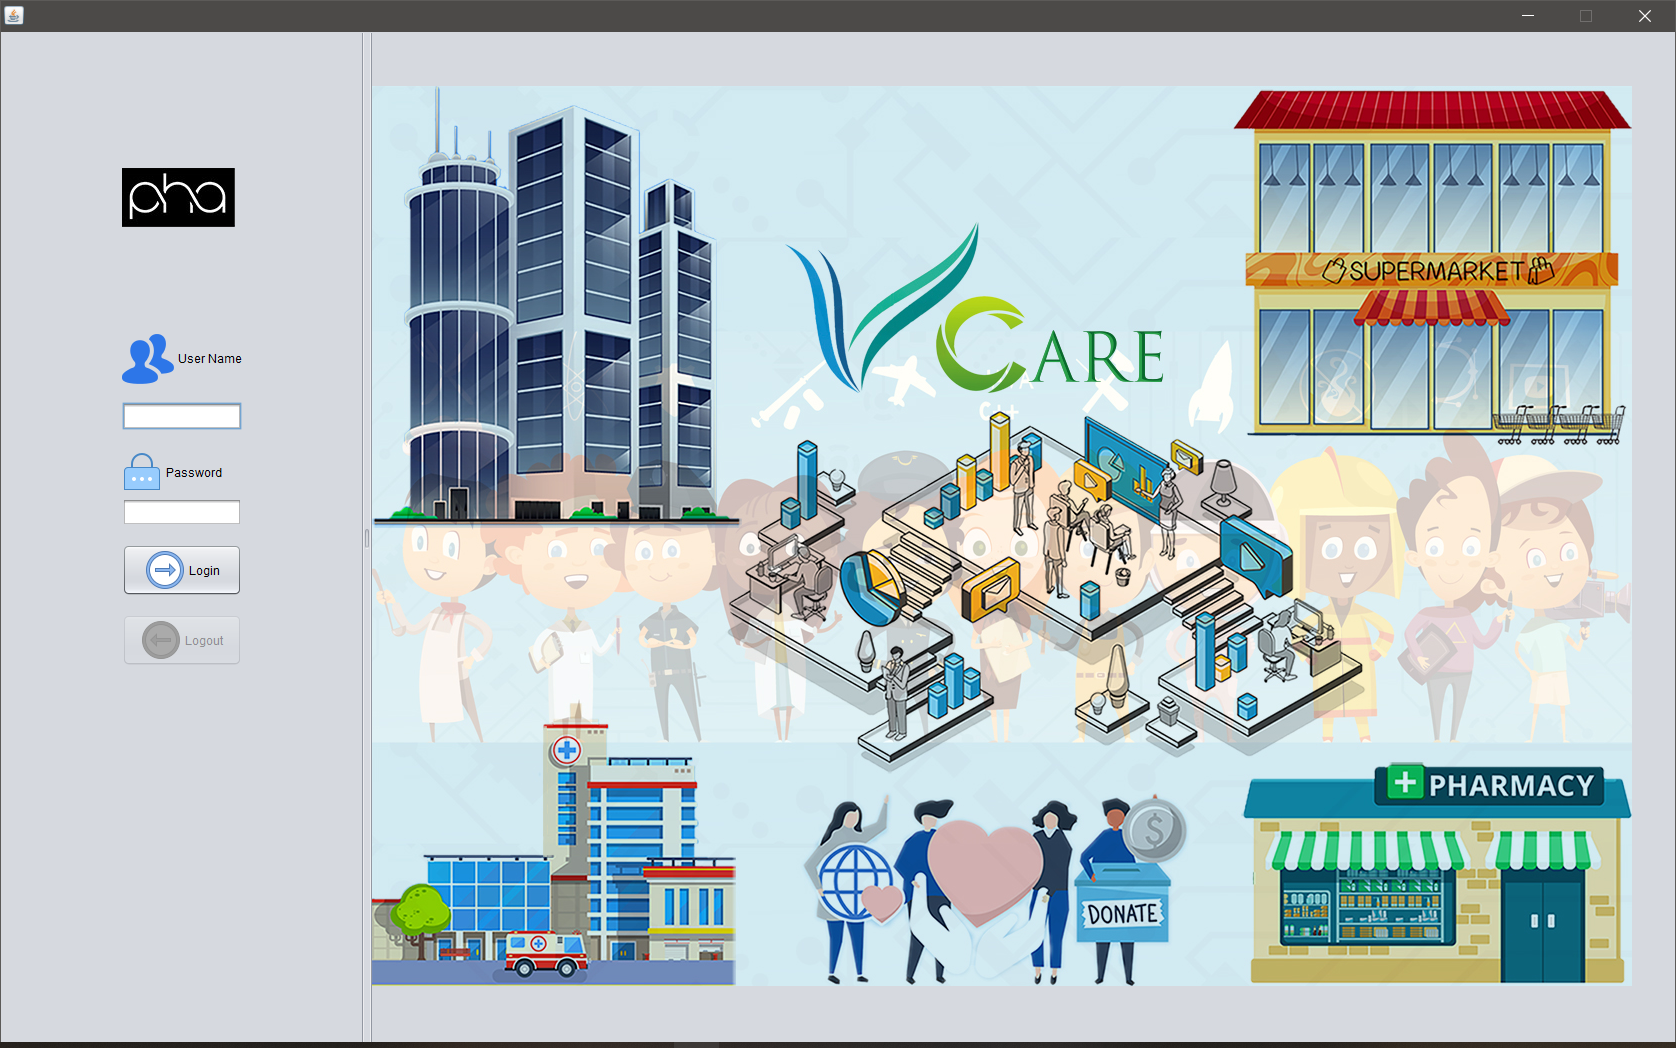 pha
User Name
Password
Login
Logout
V CARE
SUPERMARKET
PHARMACY
DONATE